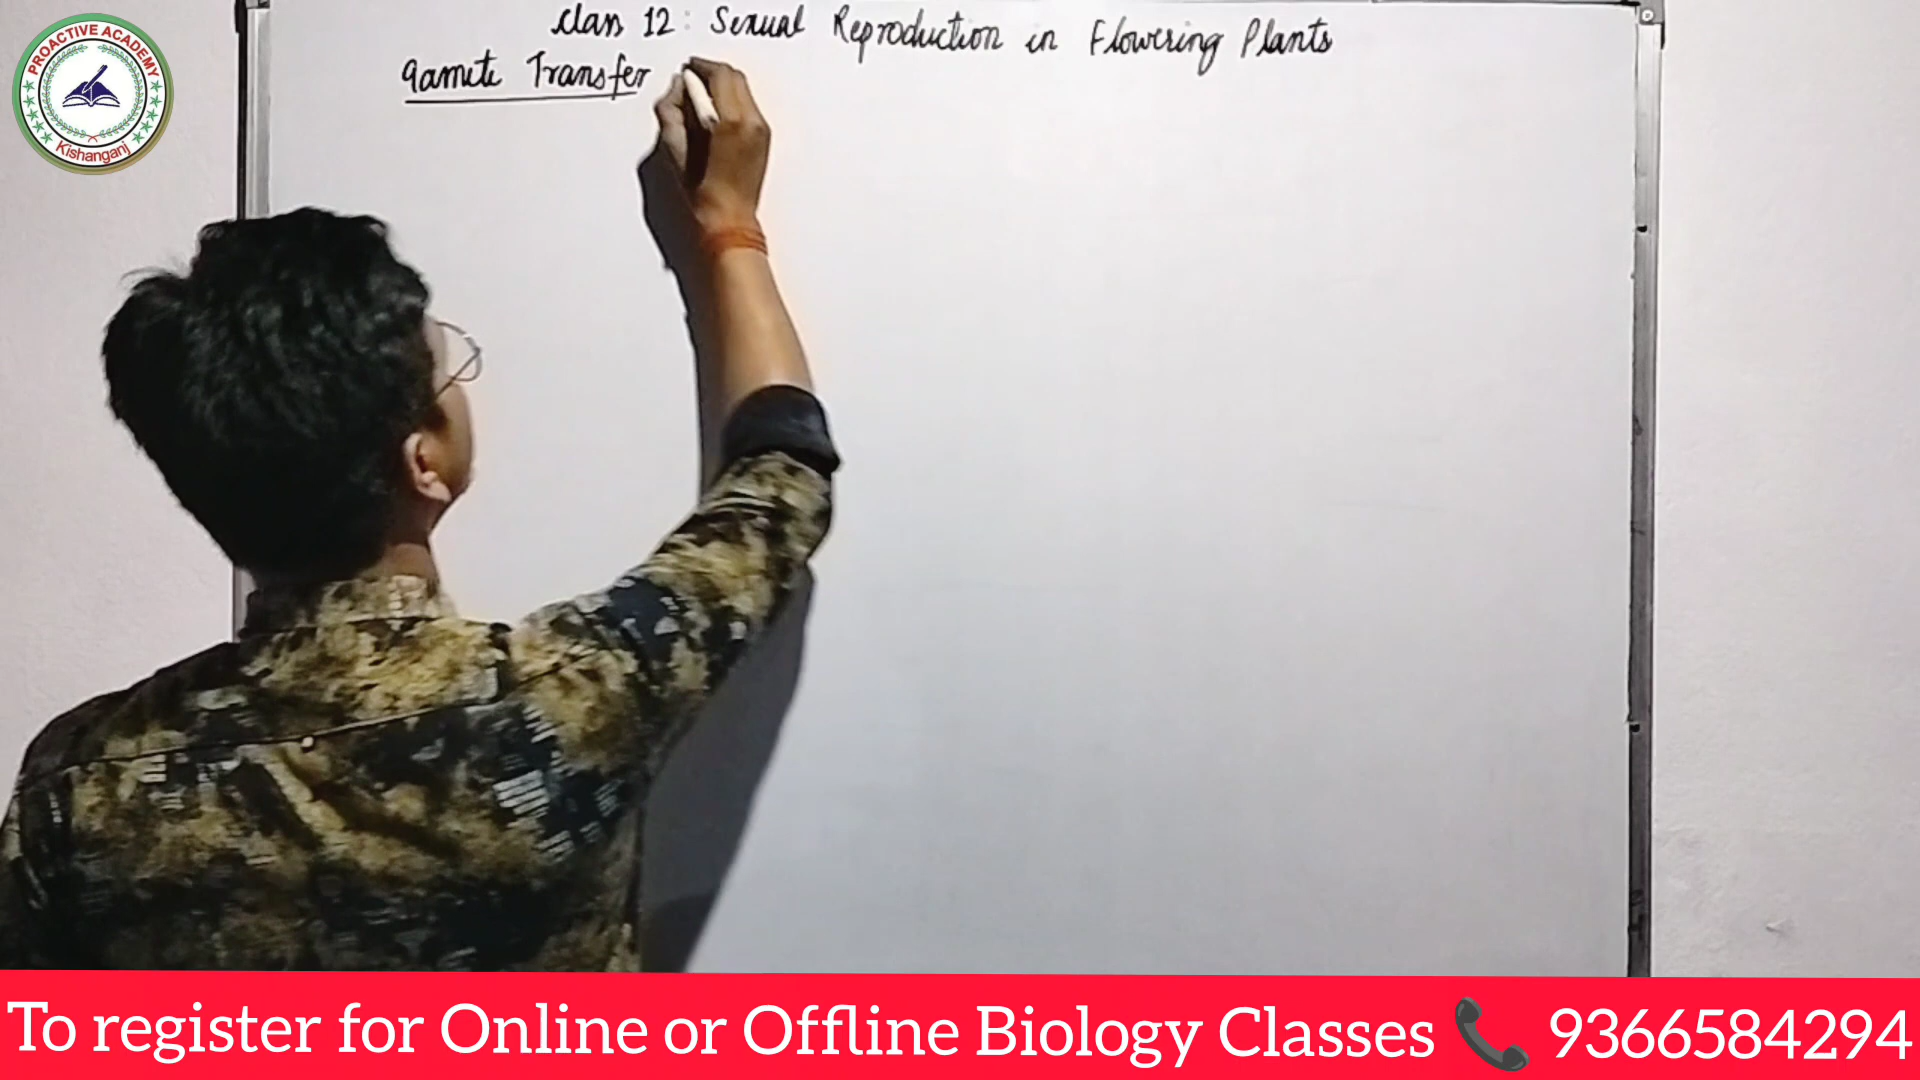 PROACTIVE ACADEMY
Kishanganj
Class 12 : Sexual Reproduction in Flowering Plants
Gamete Transfer
To register for Online or Offline Biology Classes 📞 9366584294